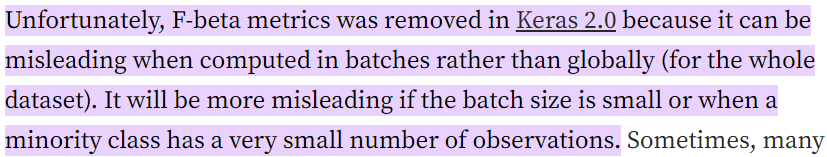 Unfortunately, F-beta metrics was removed in Keras 2.0 because it can be
misleading when computed in batches rather than globally (for the whole
dataset). It will be more misleading if the batch size is small or when a
minority class has a very small number of observations. Sometimes, many